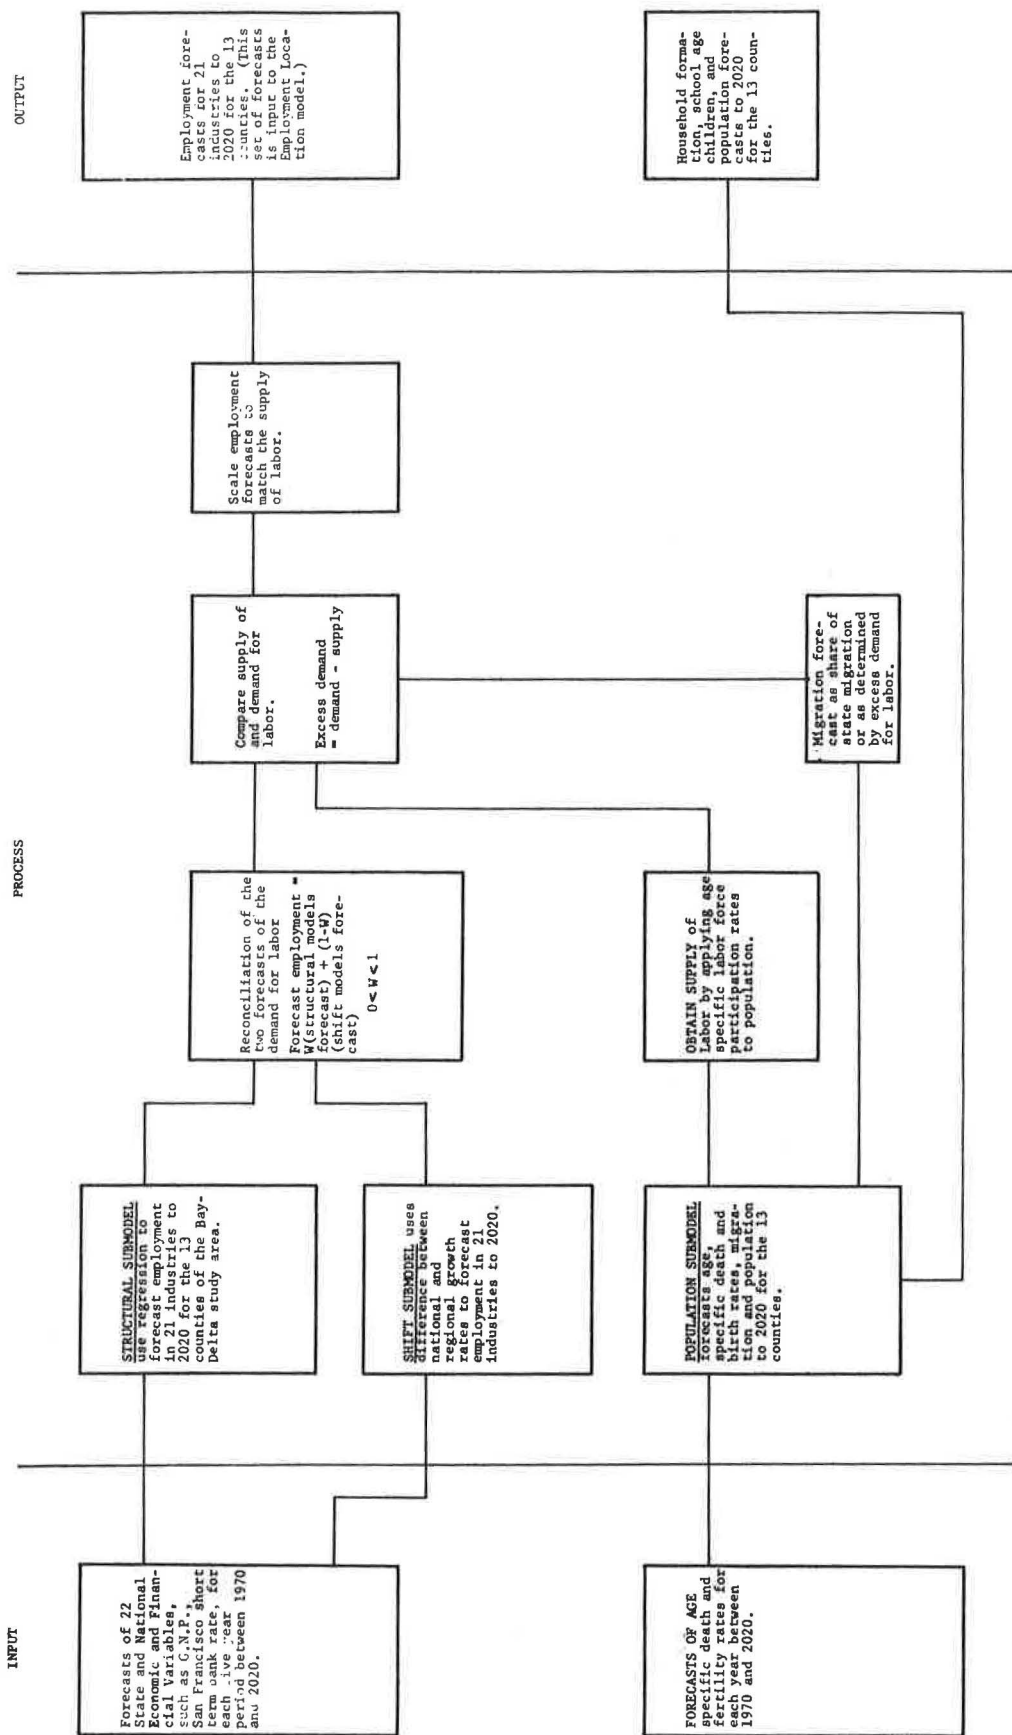 INPUT
PROCESS
OUTPUT
Forecasts of 22
State and National
Economic and Finan-
cial Variables,
such as G.N.P.,
San Francisco short
term bank rate, for
each five year
period between 1970
and 2020.
FORECASTS OF AGE
specific death and
fertility rates for
each year between
1970 and 2020.
STRUCTURAL SUBMODEL
use regression to
forecast employment
in 21 industries to
2020 for the 13
counties of the Bay-
Delta study area.
SHIFT SUBMODEL uses
difference between
national and
regional growth
rates to forecast
employment in 21
industries to 2020.
POPULATION SUBMODEL
forecasts age,
specific death and
birth rates, migra-
tion and population
to 2020 for the 13
counties.
Reconciliation of the
two forecasts of the
demand for labor
Forecast employment =
W(structural models
forecast) + (1-W)
(shift models fore-
cast)
0<W<1
OBTAIN SUPPLY of
Labor by applying age
specific labor force
participation rates
to population.
Compare supply of
and demand for
labor.
Excess demand
= demand - supply
Migration fore-
cast as share of
state migration
or as determined
by excess demand
for labor.
Scale employment
forecasts to
match the supply
of labor.
Employment fore-
casts for 21
industries to
2020 for the 13
counties. (This
set of forecasts
is input to the
Employment Loca-
tion model.)
Household forma-
tion, school age
children, and
population fore-
casts to 2020
for the 13 coun-
ties.